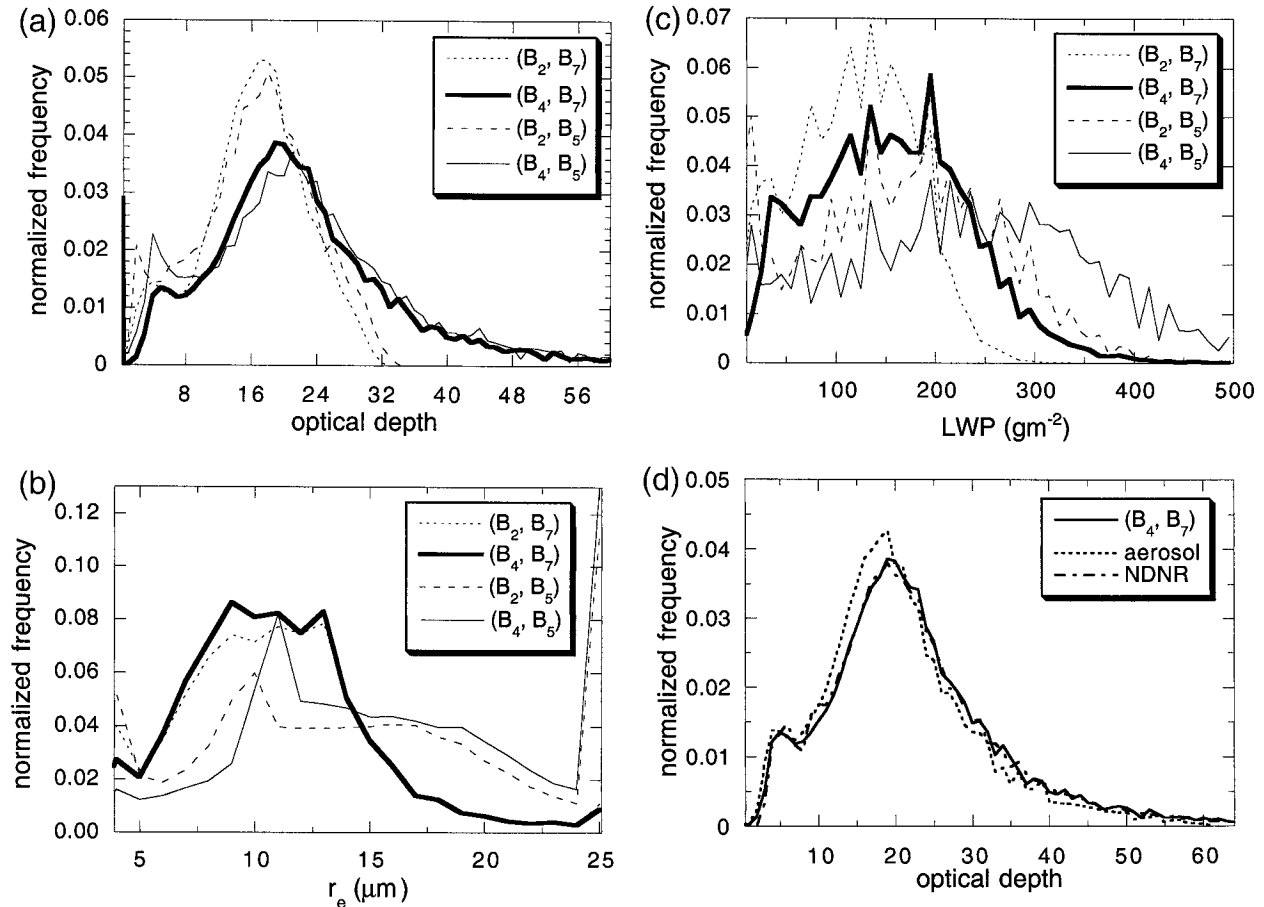 (a)
0.06
0.05
0.04
0.03
0.02
0.01
0
normalized frequency
(B2, B7)
(B4, B7)
(B2, B5)
(B4, B5)
8 16 24 32 40 48 56
optical depth
(c)
0.07
0.06
0.05
0.04
0.03
0.02
0.01
0
normalized frequency
(B2, B7)
(B4, B7)
(B2, B5)
(B4, B5)
100 200 300 400 500
LWP (gm-2)
(b)
0.12
0.10
0.08
0.06
0.04
0.02
0.00
normalized frequency
(B2, B7)
(B4, B7)
(B2, B5)
(B4, B5)
5 10 15 20 25
re (μm)
(d)
0.05
0.04
0.03
0.02
0.01
0
normalized frequency
(B4, B7)
aerosol
NDNR
10 20 30 40 50 60
optical depth